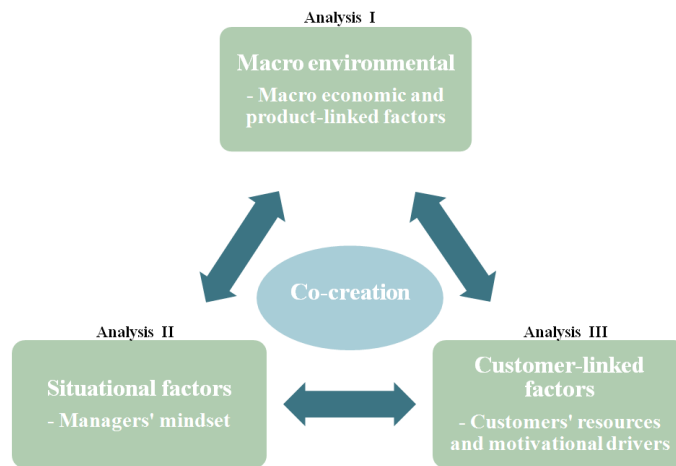 Analysis I
Macro environmental
- Macro economic and
product-linked factors
Co-creation
Analysis II
Situational factors
- Managers' mindset
Analysis III
Customer-linked
factors
- Customers' resources
and motivational drivers